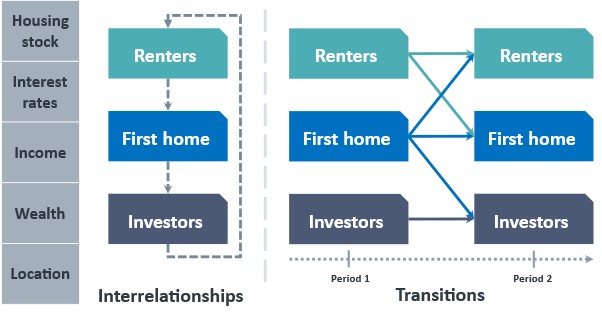 Housing
stock
Interest
rates
Income
Wealth
Location
Renters
First home
Investors
Interrelationships
Renters
Renters
First home
First home
Investors
Investors
Period 1
Period 2
Transitions